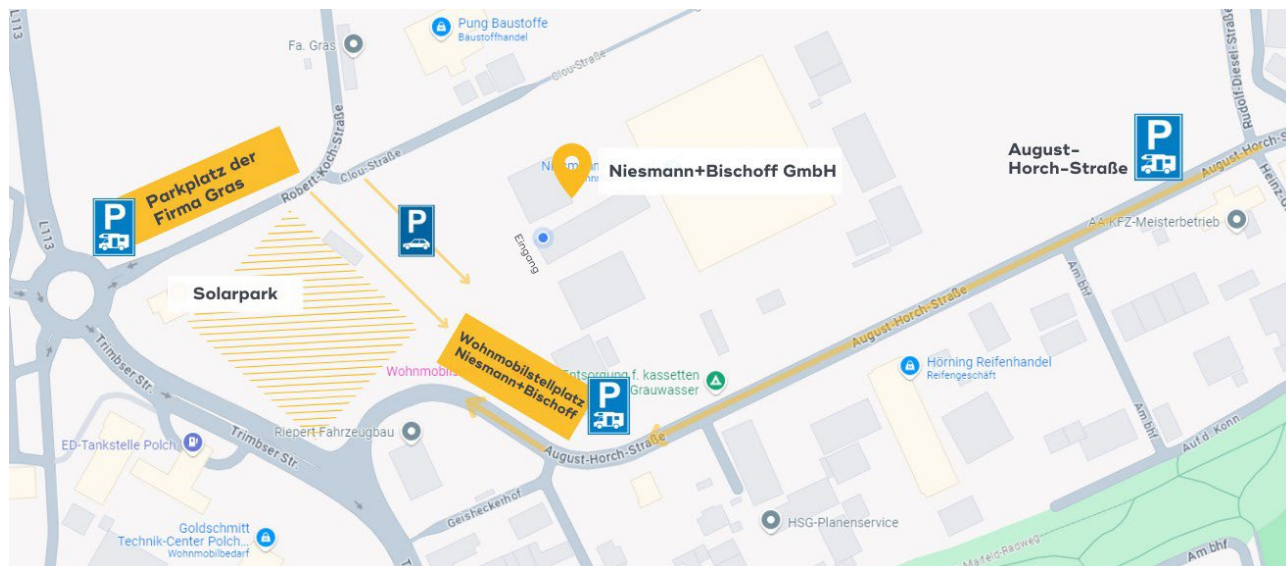 L113
Pung Baustoffe
Baustoffhandel
Fa. Gras
Clou-Straße
Rudolf-Diesel-Straße
P
August-
Horch-Straße
August-Horch-S
Parkplatz der
Firma Gras
Robert-Koch-Straße
Clou-Straße
Niesmann+Bischoff GmbH
P
P
L113
Eingang
AA KFZ-Meisterbetrieb
Solarpark
Am bhf
August-Horch-Straße
Trimbser Str.
Wohnmobilstellplatz
Niesmann+Bischoff
Entsorgung f. kassetten
Grauwasser
P
Hörning Reifenhandel
Reifengeschäft
Trimbser Str.
Riepert Fahrzeugbau
ED-Tankstelle Polch
August-Horch-Straße
Am bhf
Auf d. Konn
Geisheckerhof
Goldschmitt
Technik-Center Polch...
Wohnmobilbedarf
HSG-Planenservice
Maifeld-Radweg
Am bhf